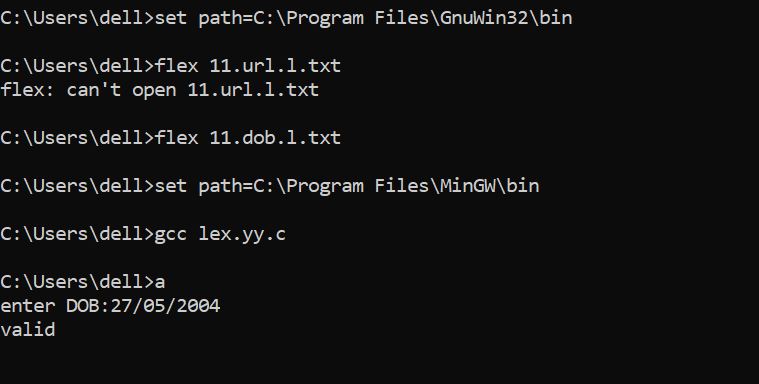 C:\Users\dell>set path=C:\Program Files\GnuWin32\bin
C:\Users\dell>flex 11.url.l.txt
flex: can't open 11.url.l.txt
C:\Users\dell>flex 11.dob.l.txt
C:\Users\dell>set path=C:\Program Files\MinGW\bin
C:\Users\dell>gcc lex.yy.c
C:\Users\dell>a
enter DOB:27/05/2004
valid